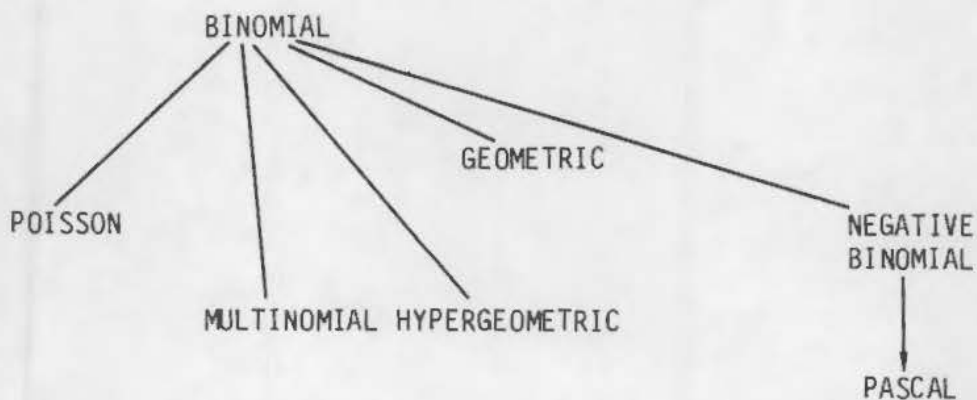 BINOMIAL
GEOMETRIC
POISSON
NEGATIVE
BINOMIAL
MULTINOMIAL HYPERGEOMETRIC
PASCAL